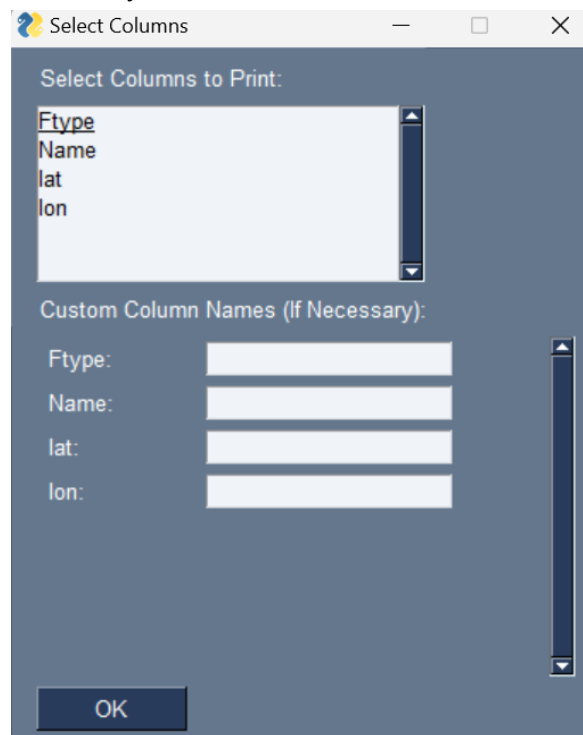 Select Columns
Select Columns to Print:
Ftype
Name
lat
lon
Custom Column Names (If Necessary):
Ftype:
Name:
lat:
lon:
OK